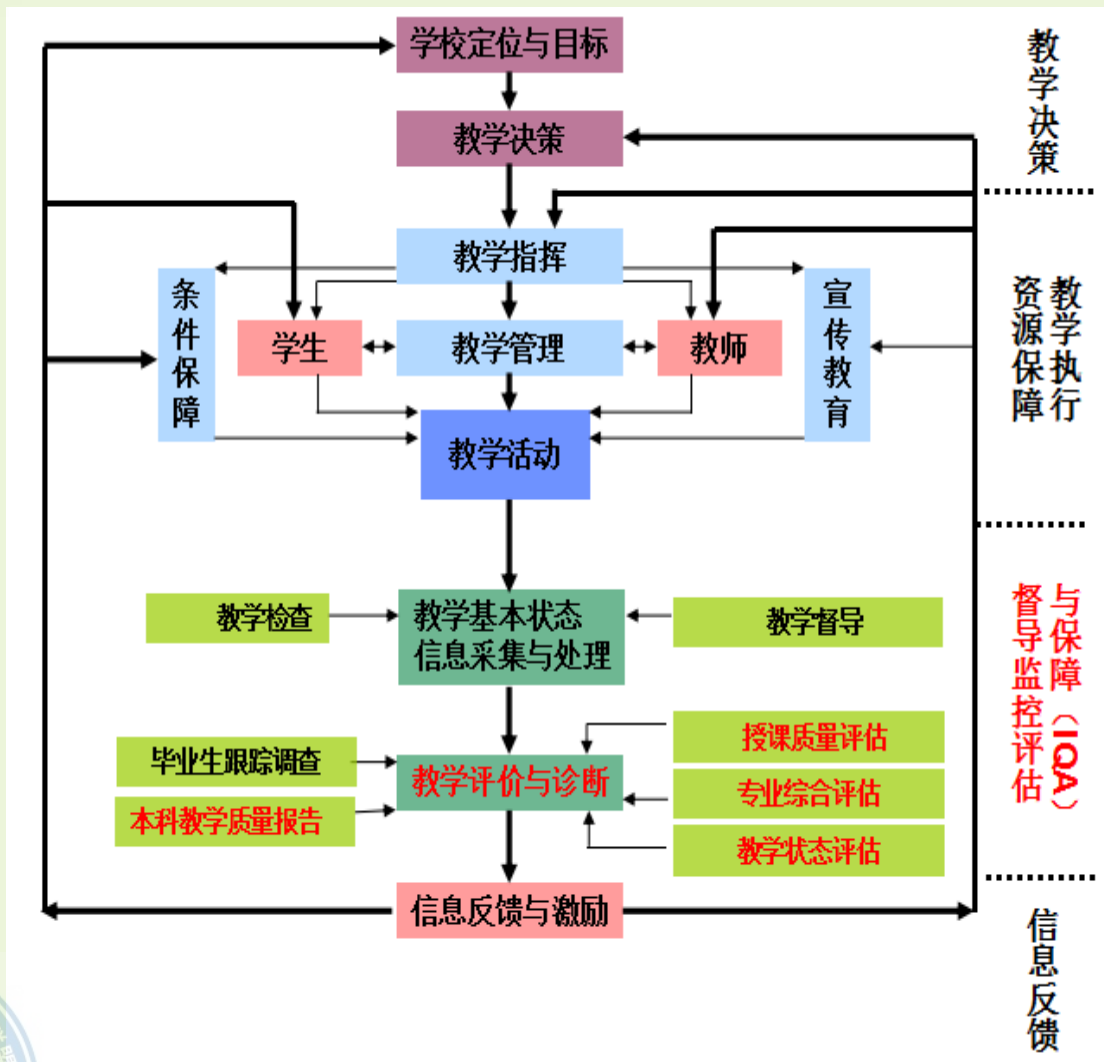 学校定位与目标
教学决策
教学决策
教学指挥
条件保障
学生
教学管理
教师
宣传教育
教学执行
资源保障
教学活动
教学检查
教学基本状态
信息采集与处理
教学督导
与保障（IQA）
督导监控评估
毕业生跟踪调查
本科教学质量报告
教学评价与诊断
授课质量评估
专业综合评估
教学状态评估
信息反馈与激励
信息反馈